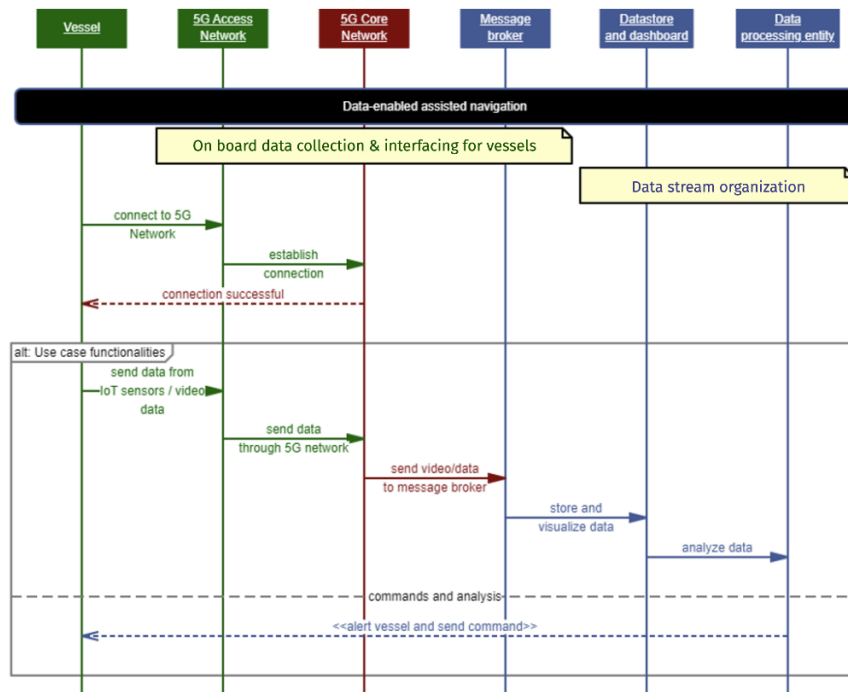 Vessel
5G Access
Network
5G Core
Network
Message
broker
Datastore
and dashboard
Data
processing entity
Data-enabled assisted navigation
On board data collection & interfacing for vessels
Data stream organization
connect to 5G
Network
establish
connection
connection successful
alt: Use case functionalities
send data from
IoT sensors / video
data
send data
through 5G network
send video/data
to message broker
store and
visualize data
analyze data
commands and analysis
<<alert vessel and send command>>